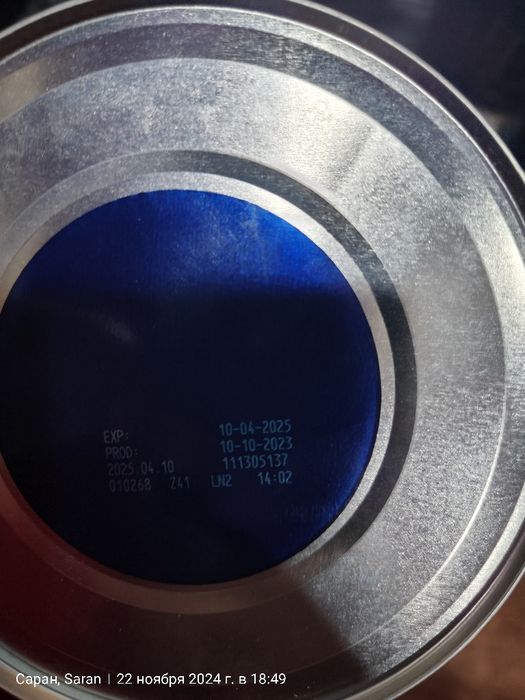 EXP: 10-04-2025
PROD: 10-10-2023
2025.04.10 111305137
010268 Z41 LN2 14:02
Саран, Saran | 22 ноября 2024 г. в 18:49